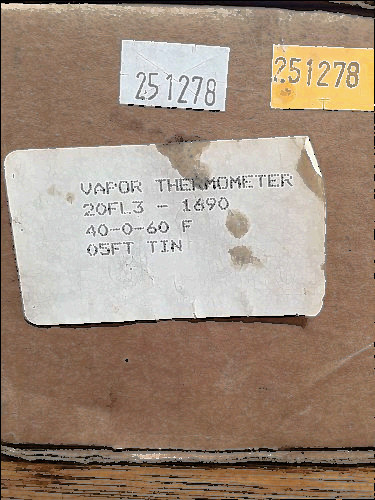 251278
251278
VAPOR THERMOMETER
20FL3 - 1690
40-0-60 F
05FT TIN